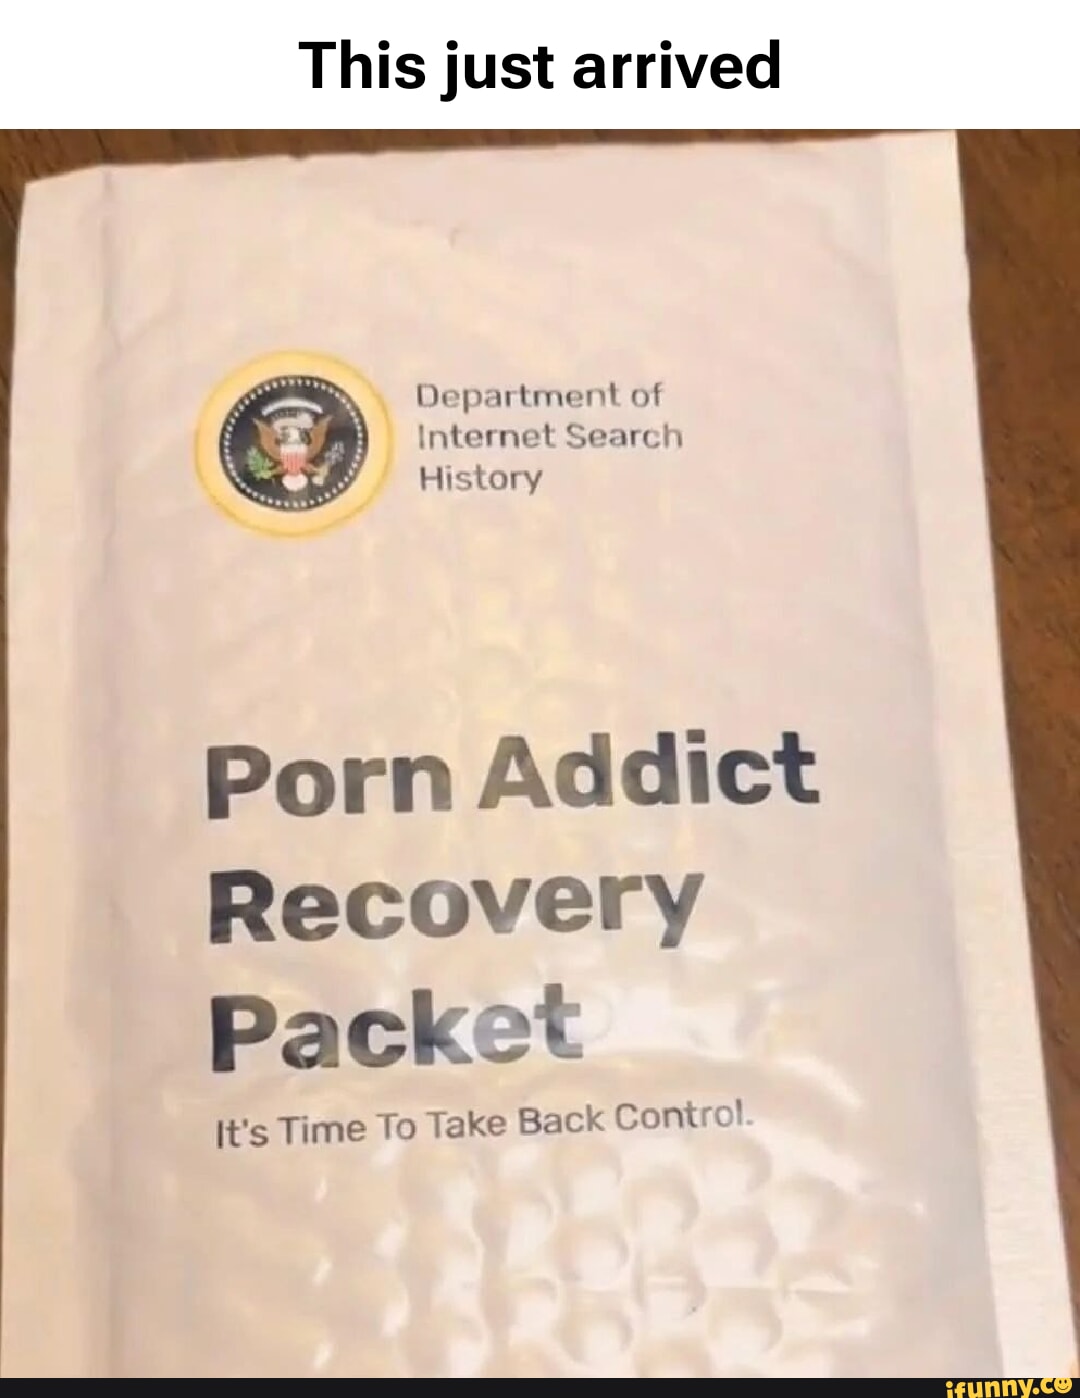 This just arrived
Department of
Internet Search
History
Porn Addict
Recovery
Packet
It's Time To Take Back Control.
ifunny.co